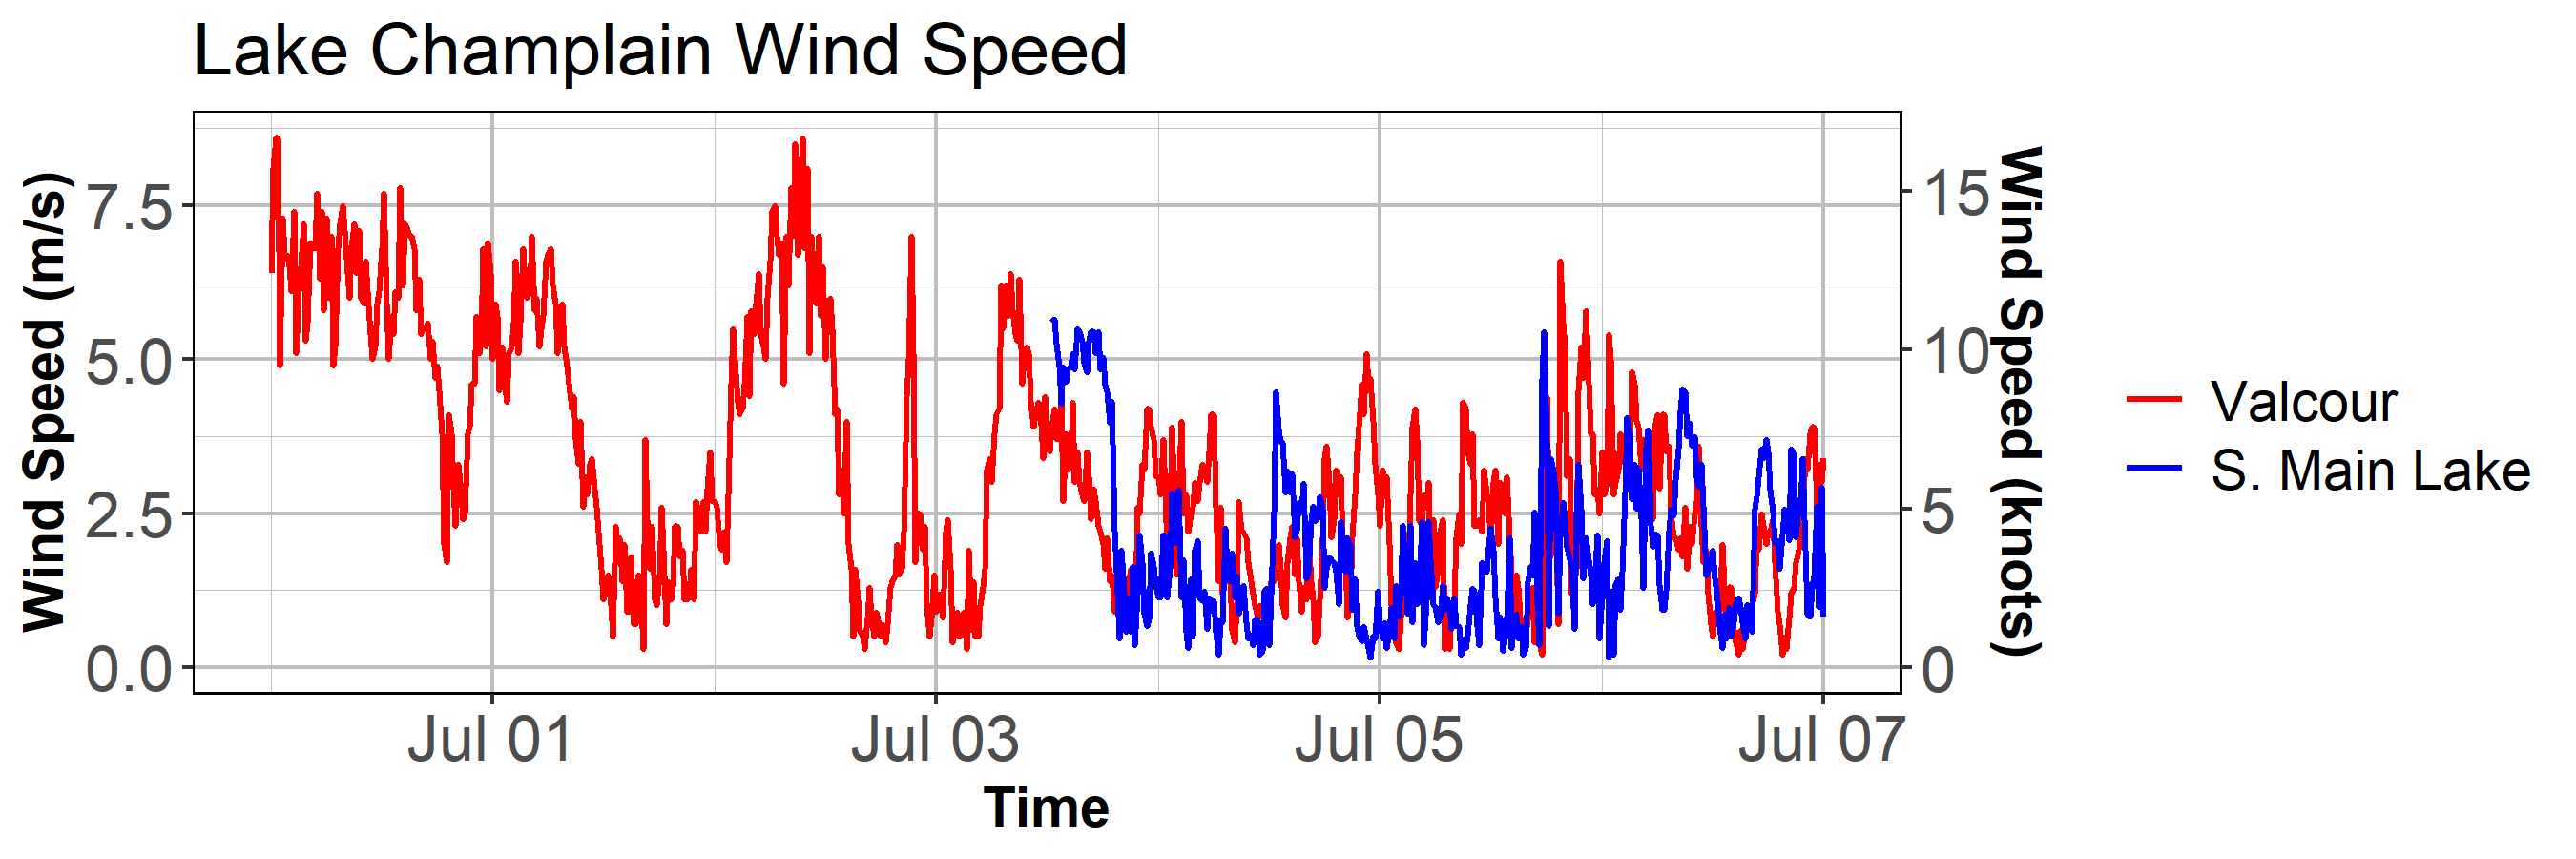 Lake Champlain Wind Speed
Wind Speed (m/s)
7.5
5.0
2.5
0.0
15
10
5
0
Wind Speed (knots)
Jul 01
Jul 03
Jul 05
Jul 07
Time
Valcour
S. Main Lake